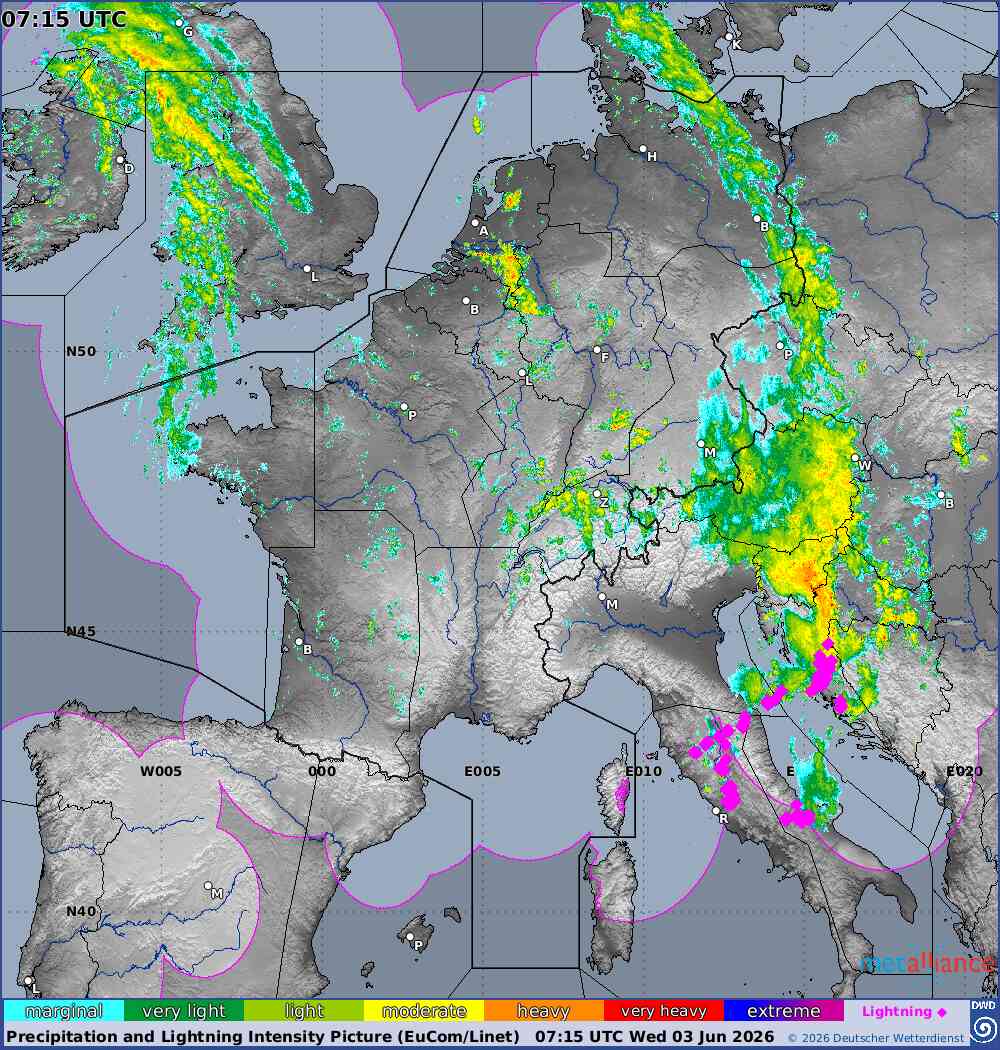 07:15 UTC
G
K
D
H
A
B
L
B
N50
P
F
L
P
M
W
Z
B
M
N45
B
W005
000
E005
E010
E
E020
R
M
N40
P
L
metalliance
marginal
very light
light
moderate
heavy
very heavy
extreme
Lightning
DWD
Precipitation and Lightning Intensity Picture (EuCom/Linet) 07:15 UTC Wed 03 Jun 2026 © 2026 Deutscher Wetterdienst